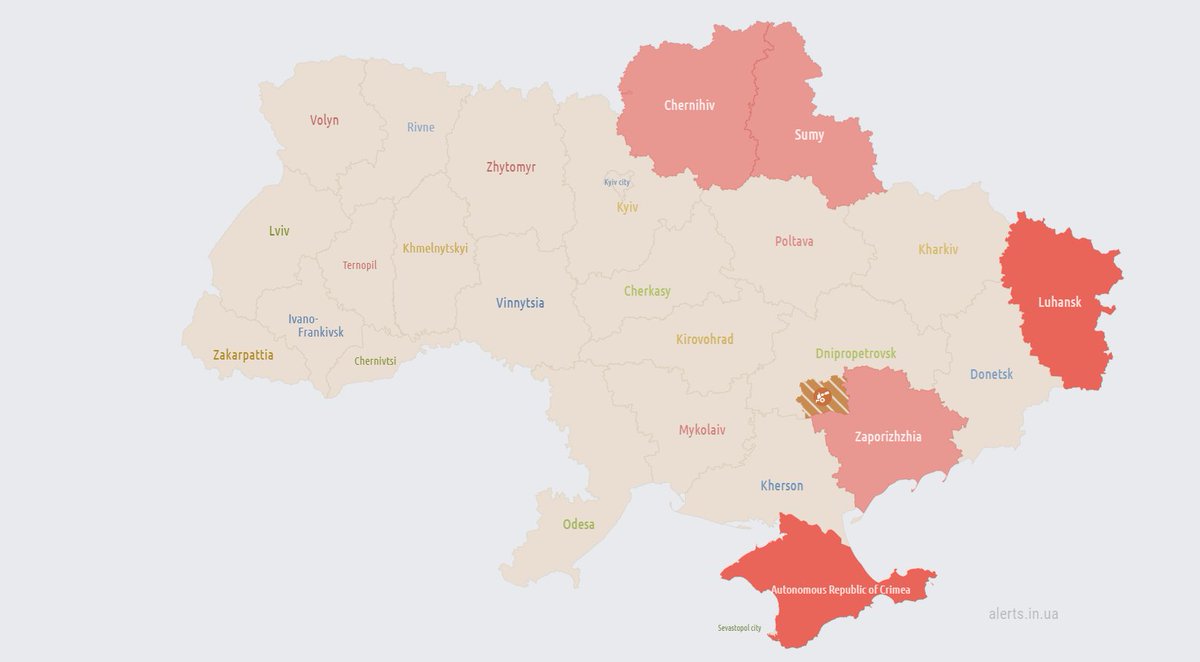 Chernihiv
Volyn
Rivne
Sumy
Zhytomyr
Kyiv city
Kyiv
Lviv
Poltava
Khmelnytskyi
Kharkiv
Ternopil
Cherkasy
Vinnytsia
Luhansk
Ivano-
Frankivsk
Kirovohrad
Zakarpattia
Chernivtsi
Dnipropetrovsk
Donetsk
Mykolaiv
Zaporizhzhia
Kherson
Odesa
Autonomous Republic of Crimea
alerts.in.ua
Sevastopol city